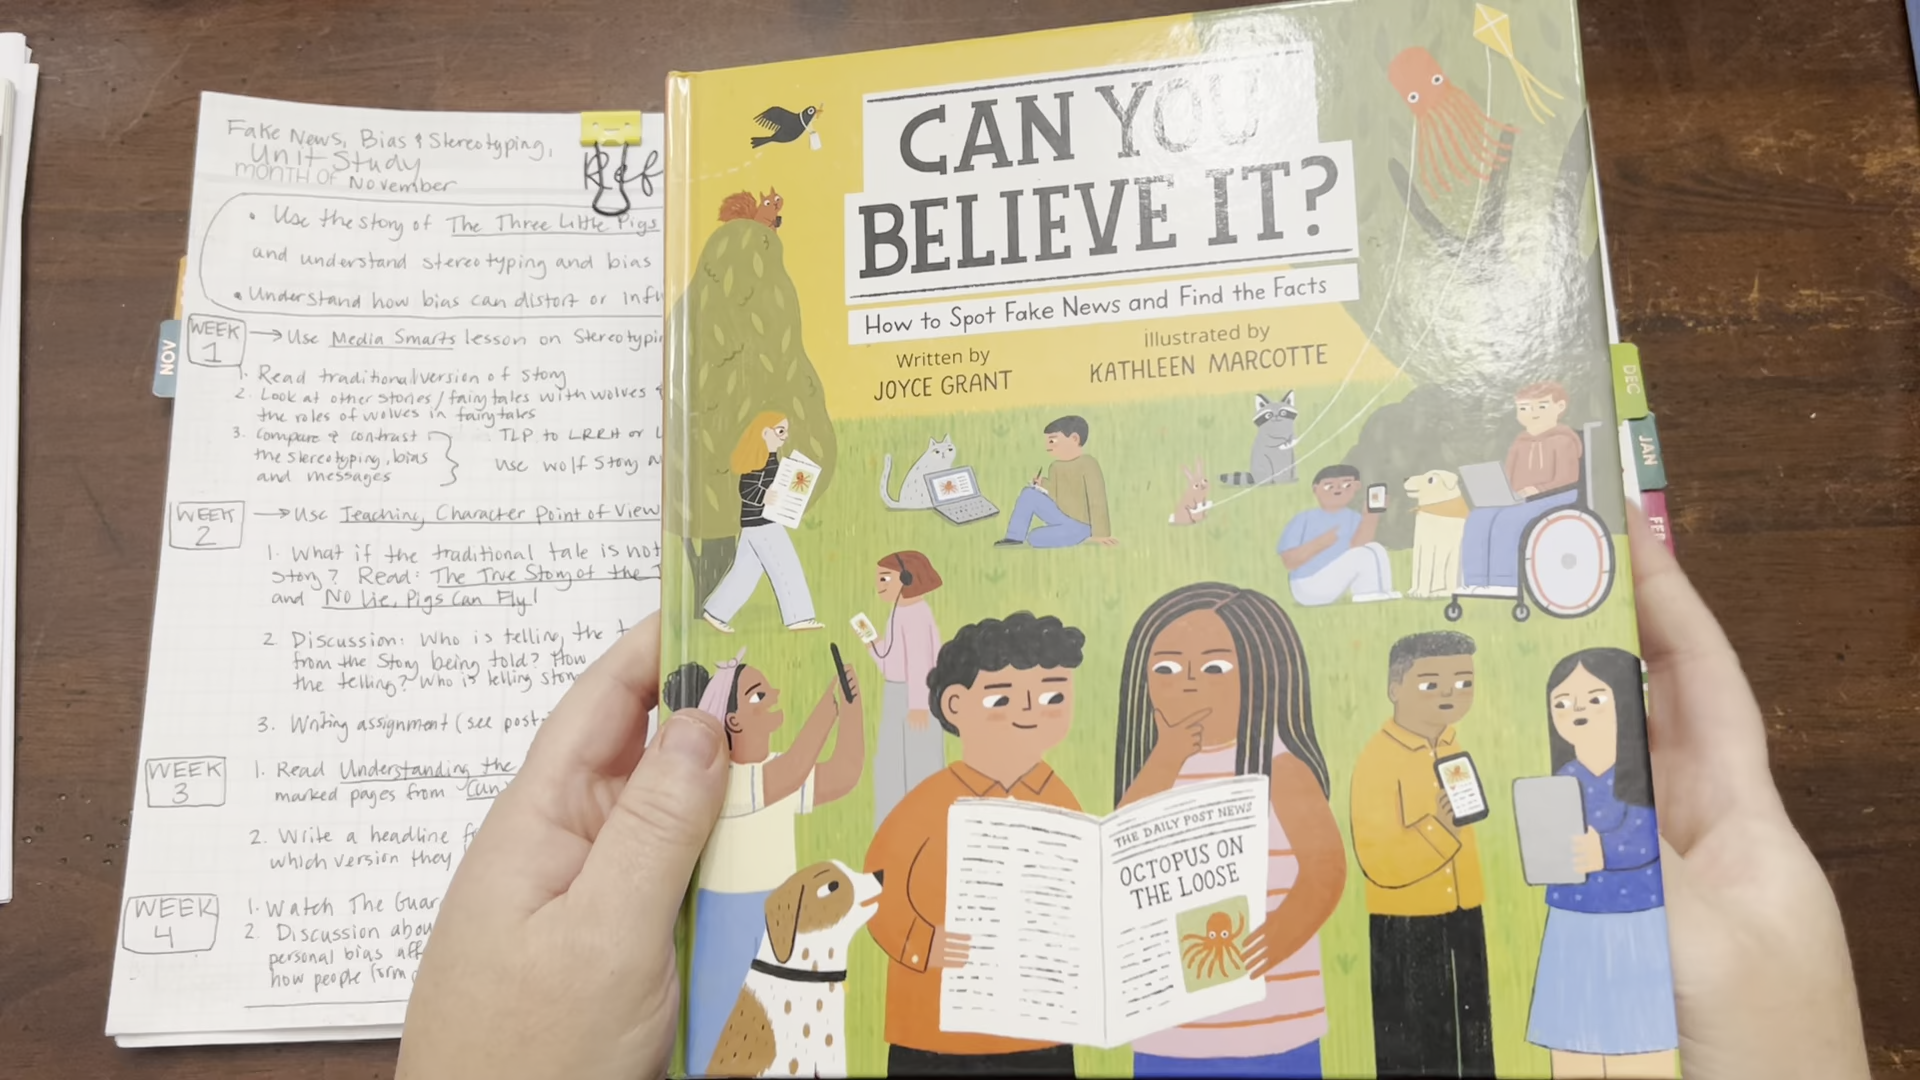 Fake News, Bias & Stereotyping,
Unit Study
MONTH OF November
Ref
• Use the story of The Three Little Pigs
and understand stereotyping and bias
• Understand how bias can distort or
WEEK
1
→ Use Media Smarts lesson on
1. Read traditional version of story
2. Look at other stories/fairytales with wolves
the roles of wolves in fairytales
3. Compare & contrast
the stereotyping, bias
and messages
TLP to LRRH or
Use wolf story
WEEK
2
→ Use Teaching Character Point of View
1. What if the traditional tale is not
story? Read: The True Story of the
and No Lie, Pigs Can Fly!
2. Discussion: Who is telling the
from the story being told? How
the telling? Who is telling
3. Writing assignment (see post-
WEEK
3
1. Read Understanding the
marked pages from Can
2. Write a headline
which version they
WEEK
4
1. Watch The
2. Discussion
personal bias
how people form
NOV
CAN YOU
BELIEVE IT?
How to Spot Fake News and Find the Facts
Written by
JOYCE GRANT
illustrated by
KATHLEEN MARCOTTE
THE DAILY POST NEWS
OCTOPUS ON
THE LOOSE
DEC
JAN